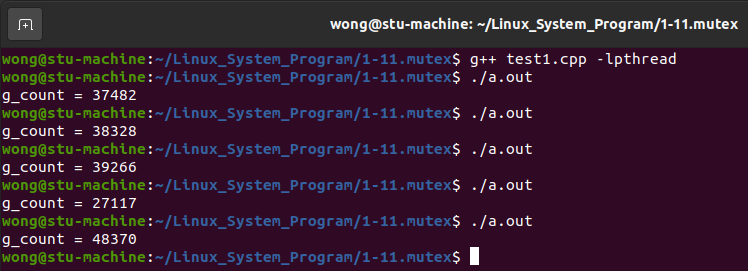 wong@stu-machine: ~/Linux_System_Program/1-11.mutex
wong@stu-machine:~/Linux_System_Program/1-11.mutex$ g++ test1.cpp -lpthread
wong@stu-machine:~/Linux_System_Program/1-11.mutex$ ./a.out
g_count = 37482
wong@stu-machine:~/Linux_System_Program/1-11.mutex$ ./a.out
g_count = 38328
wong@stu-machine:~/Linux_System_Program/1-11.mutex$ ./a.out
g_count = 39266
wong@stu-machine:~/Linux_System_Program/1-11.mutex$ ./a.out
g_count = 27117
wong@stu-machine:~/Linux_System_Program/1-11.mutex$ ./a.out
g_count = 48370
wong@stu-machine:~/Linux_System_Program/1-11.mutex$